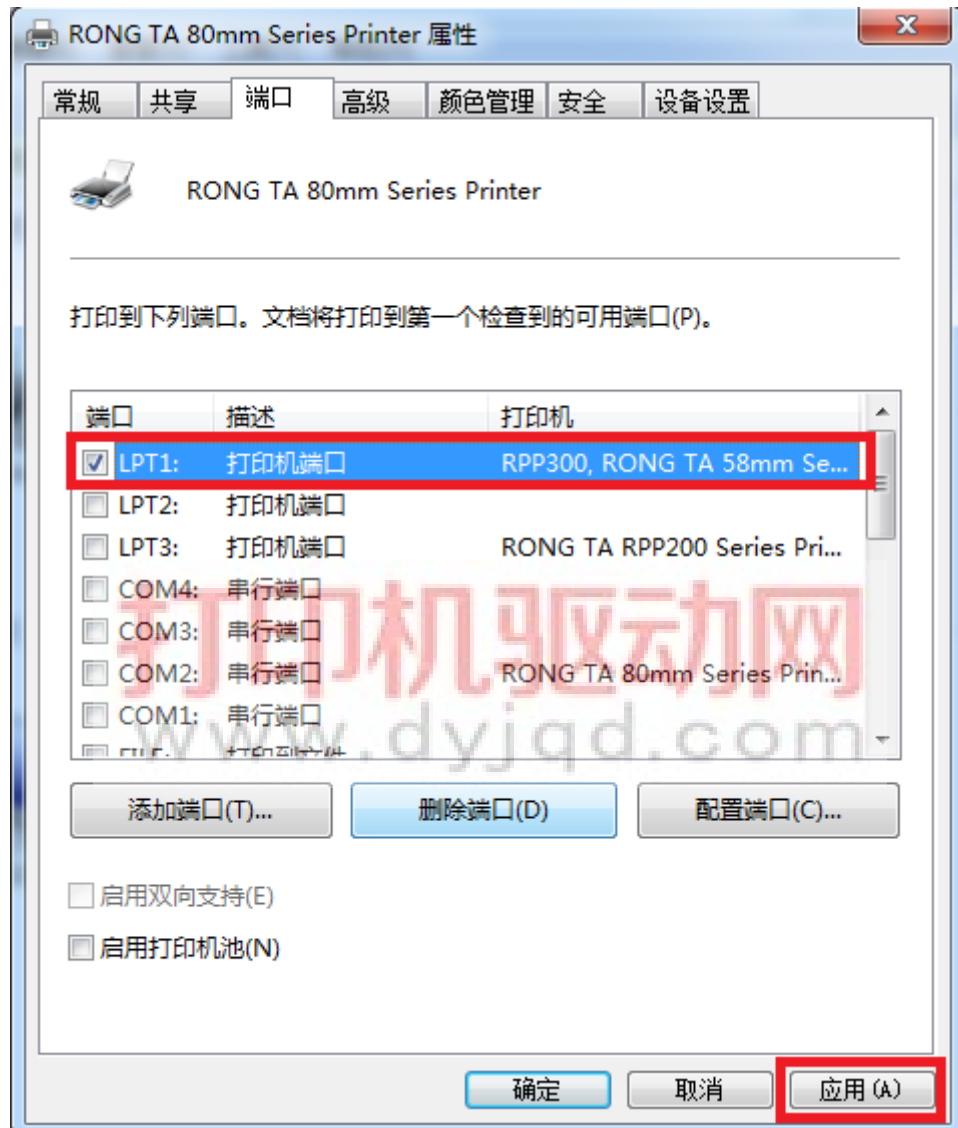 RONG TA 80mm Series Printer 属性
常规 共享 端口 高级 颜色管理 安全 设备设置
RONG TA 80mm Series Printer
打印到下列端口。文档将打印到第一个检查到的可用端口(P)。
端口 描述 打印机
LPT1: 打印机端口 RPP300, RONG TA 58mm Se...
LPT2: 打印机端口
LPT3: 打印机端口 RONG TA RPP200 Series Pri...
COM4: 串行端口
COM3: 串行端口
打印机驱动网
COM2: 串行端口 RONG TA 80mm Series Prin...
COM1: 串行端口
www.dyjqd.com
FILE: 打印到文件
添加端口(T)... 删除端口(D) 配置端口(C)...
启用双向支持(E)
启用打印机池(N)
确定 取消 应用(A)